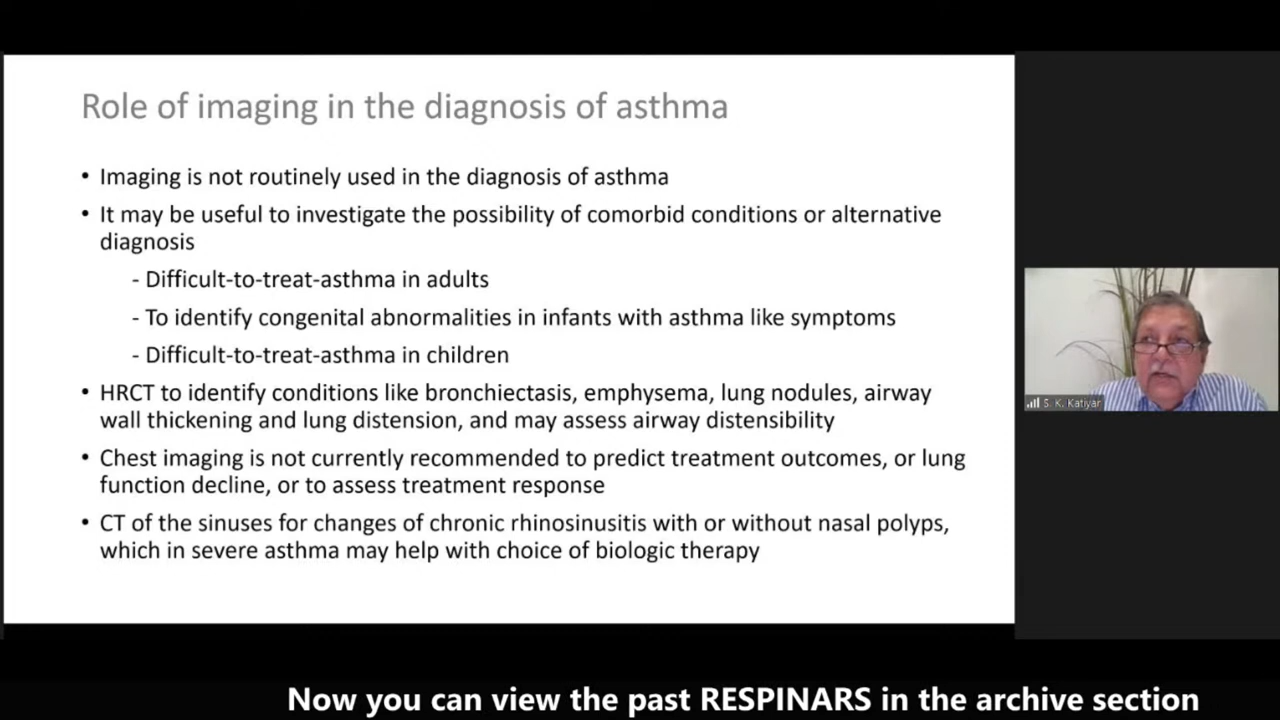 Role of imaging in the diagnosis of asthma
• Imaging is not routinely used in the diagnosis of asthma
• It may be useful to investigate the possibility of comorbid conditions or alternative
diagnosis
- Difficult-to-treat-asthma in adults
- To identify congenital abnormalities in infants with asthma like symptoms
- Difficult-to-treat-asthma in children
• HRCT to identify conditions like bronchiectasis, emphysema, lung nodules, airway
wall thickening and lung distension, and may assess airway distensibility
• Chest imaging is not currently recommended to predict treatment outcomes, or lung
function decline, or to assess treatment response
• CT of the sinuses for changes of chronic rhinosinusitis with or without nasal polyps,
which in severe asthma may help with choice of biologic therapy
S. K. Katiyar
Now you can view the past RESPINARS in the archive section